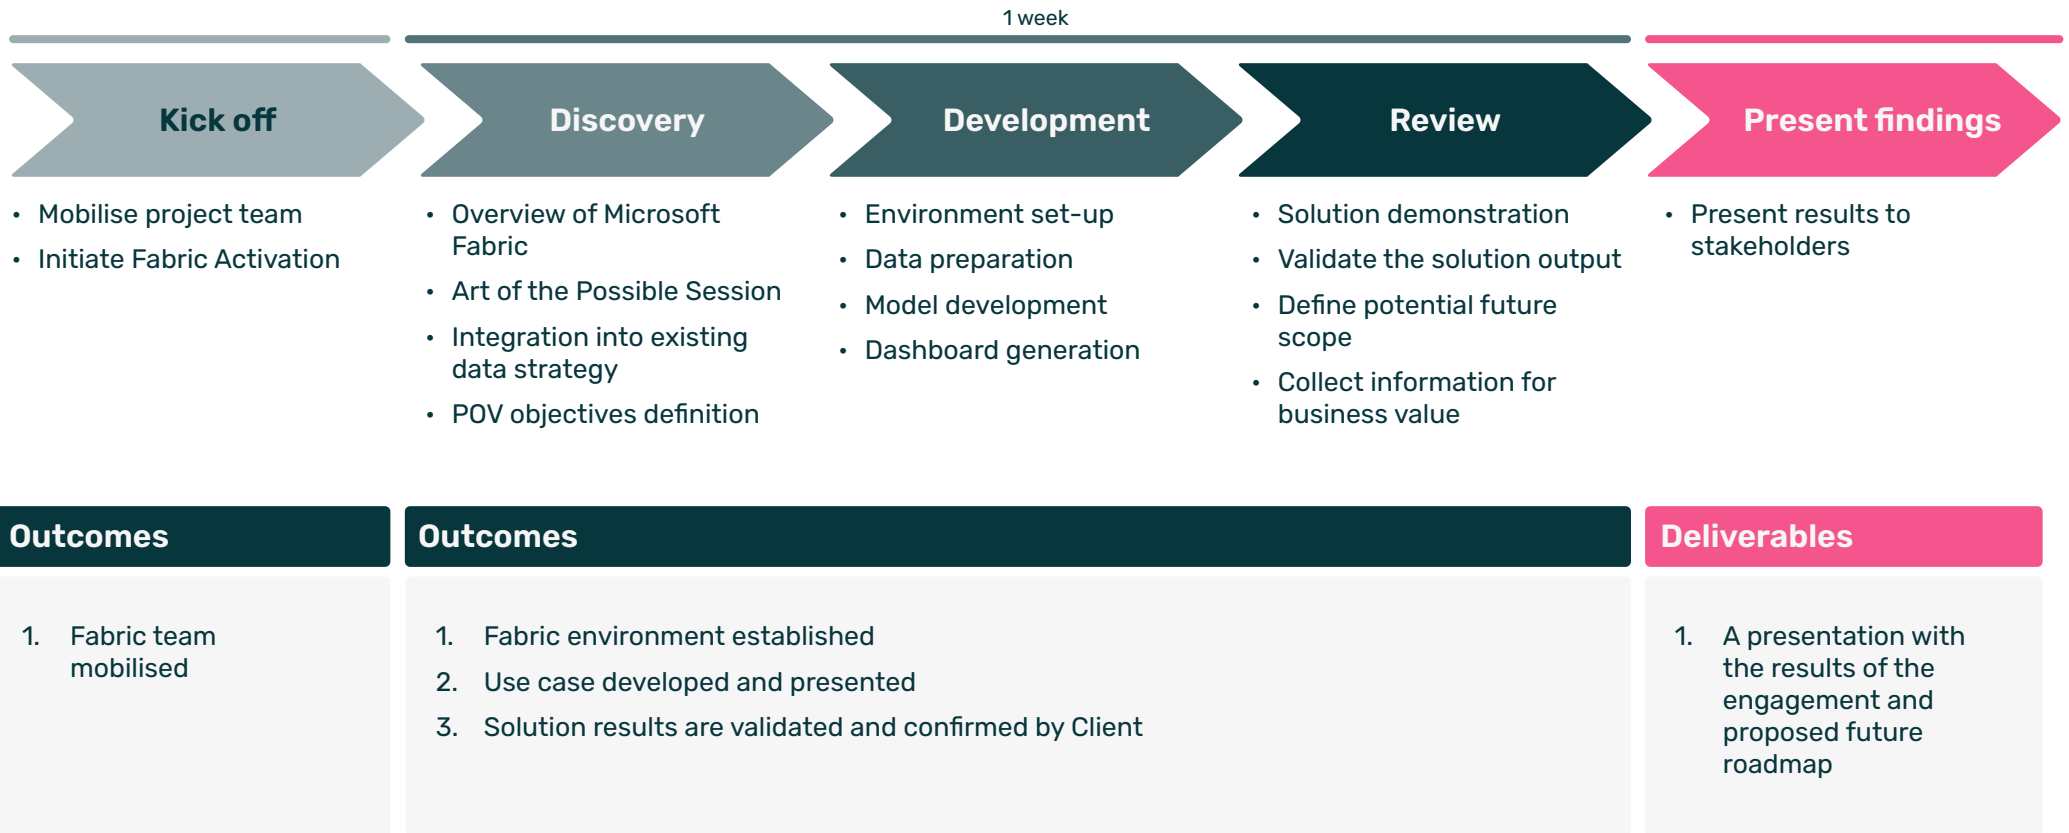 1 week
Kick off
Discovery
Development
Review
Present findings
• Mobilise project team
• Initiate Fabric Activation
• Overview of Microsoft
Fabric
• Art of the Possible Session
• Integration into existing
data strategy
• POV objectives definition
• Environment set-up
• Data preparation
• Model development
• Dashboard generation
• Solution demonstration
• Validate the solution output
• Define potential future
scope
• Collect information for
business value
• Present results to
stakeholders
Outcomes
1. Fabric team
mobilised
Outcomes
1. Fabric environment established
2. Use case developed and presented
3. Solution results are validated and confirmed by Client
Deliverables
1. A presentation with
the results of the
engagement and
proposed future
roadmap